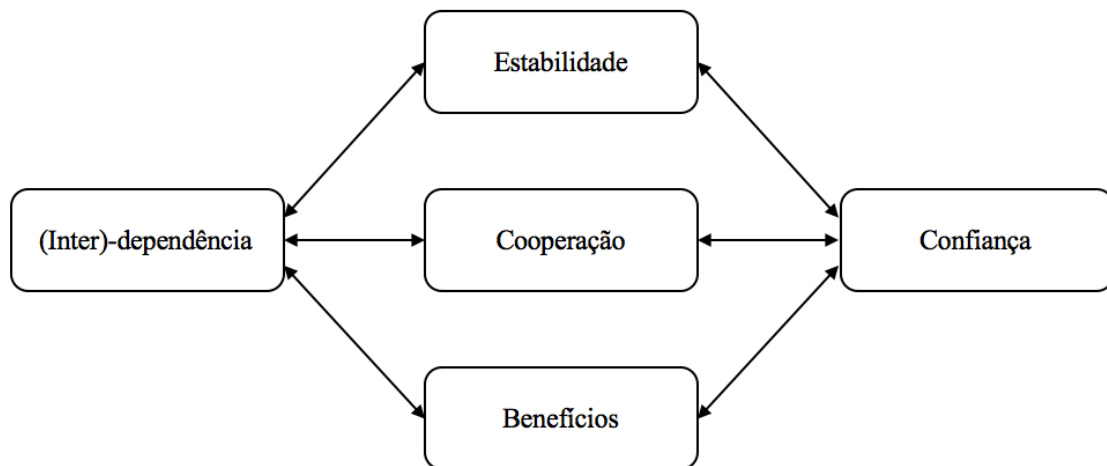 Estabilidade
(Inter)-dependência
Cooperação
Confiança
Benefícios